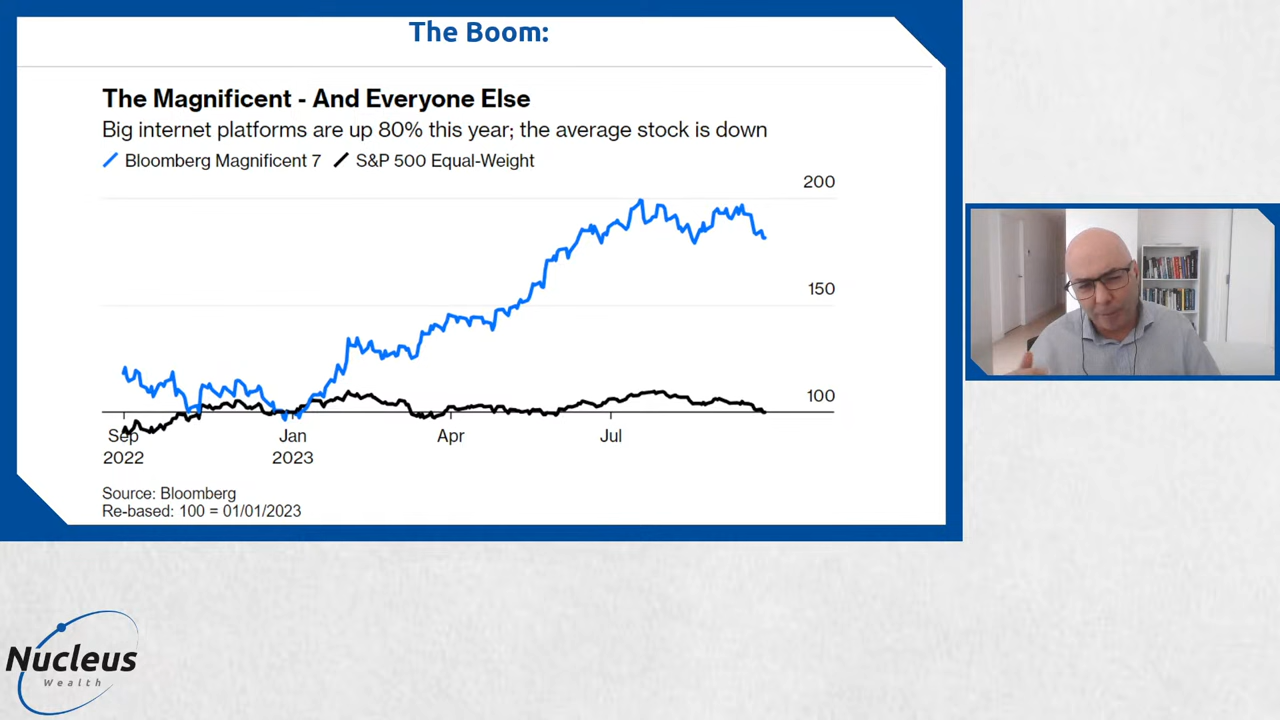 The Boom:
The Magnificent - And Everyone Else
Big internet platforms are up 80% this year; the average stock is down
Bloomberg Magnificent 7 S&P 500 Equal-Weight
200
150
100
Sep Jan Apr Jul
2022 2023
Source: Bloomberg
Re-based: 100 = 01/01/2023
Nucleus
Wealth